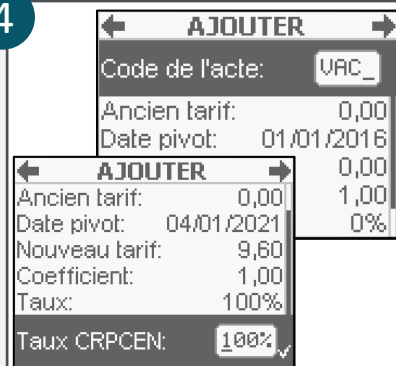 4
AJOUTER
Code de l'acte: VAC_
Ancien tarif: 0,00
Date pivot: 01/01/2016
0,00
1,00
0%
AJOUTER
Ancien tarif: 0,00
Date pivot: 04/01/2021
Nouveau tarif: 9,60
Coefficient: 1,00
Taux: 100%
Taux CRPCEN: 100%